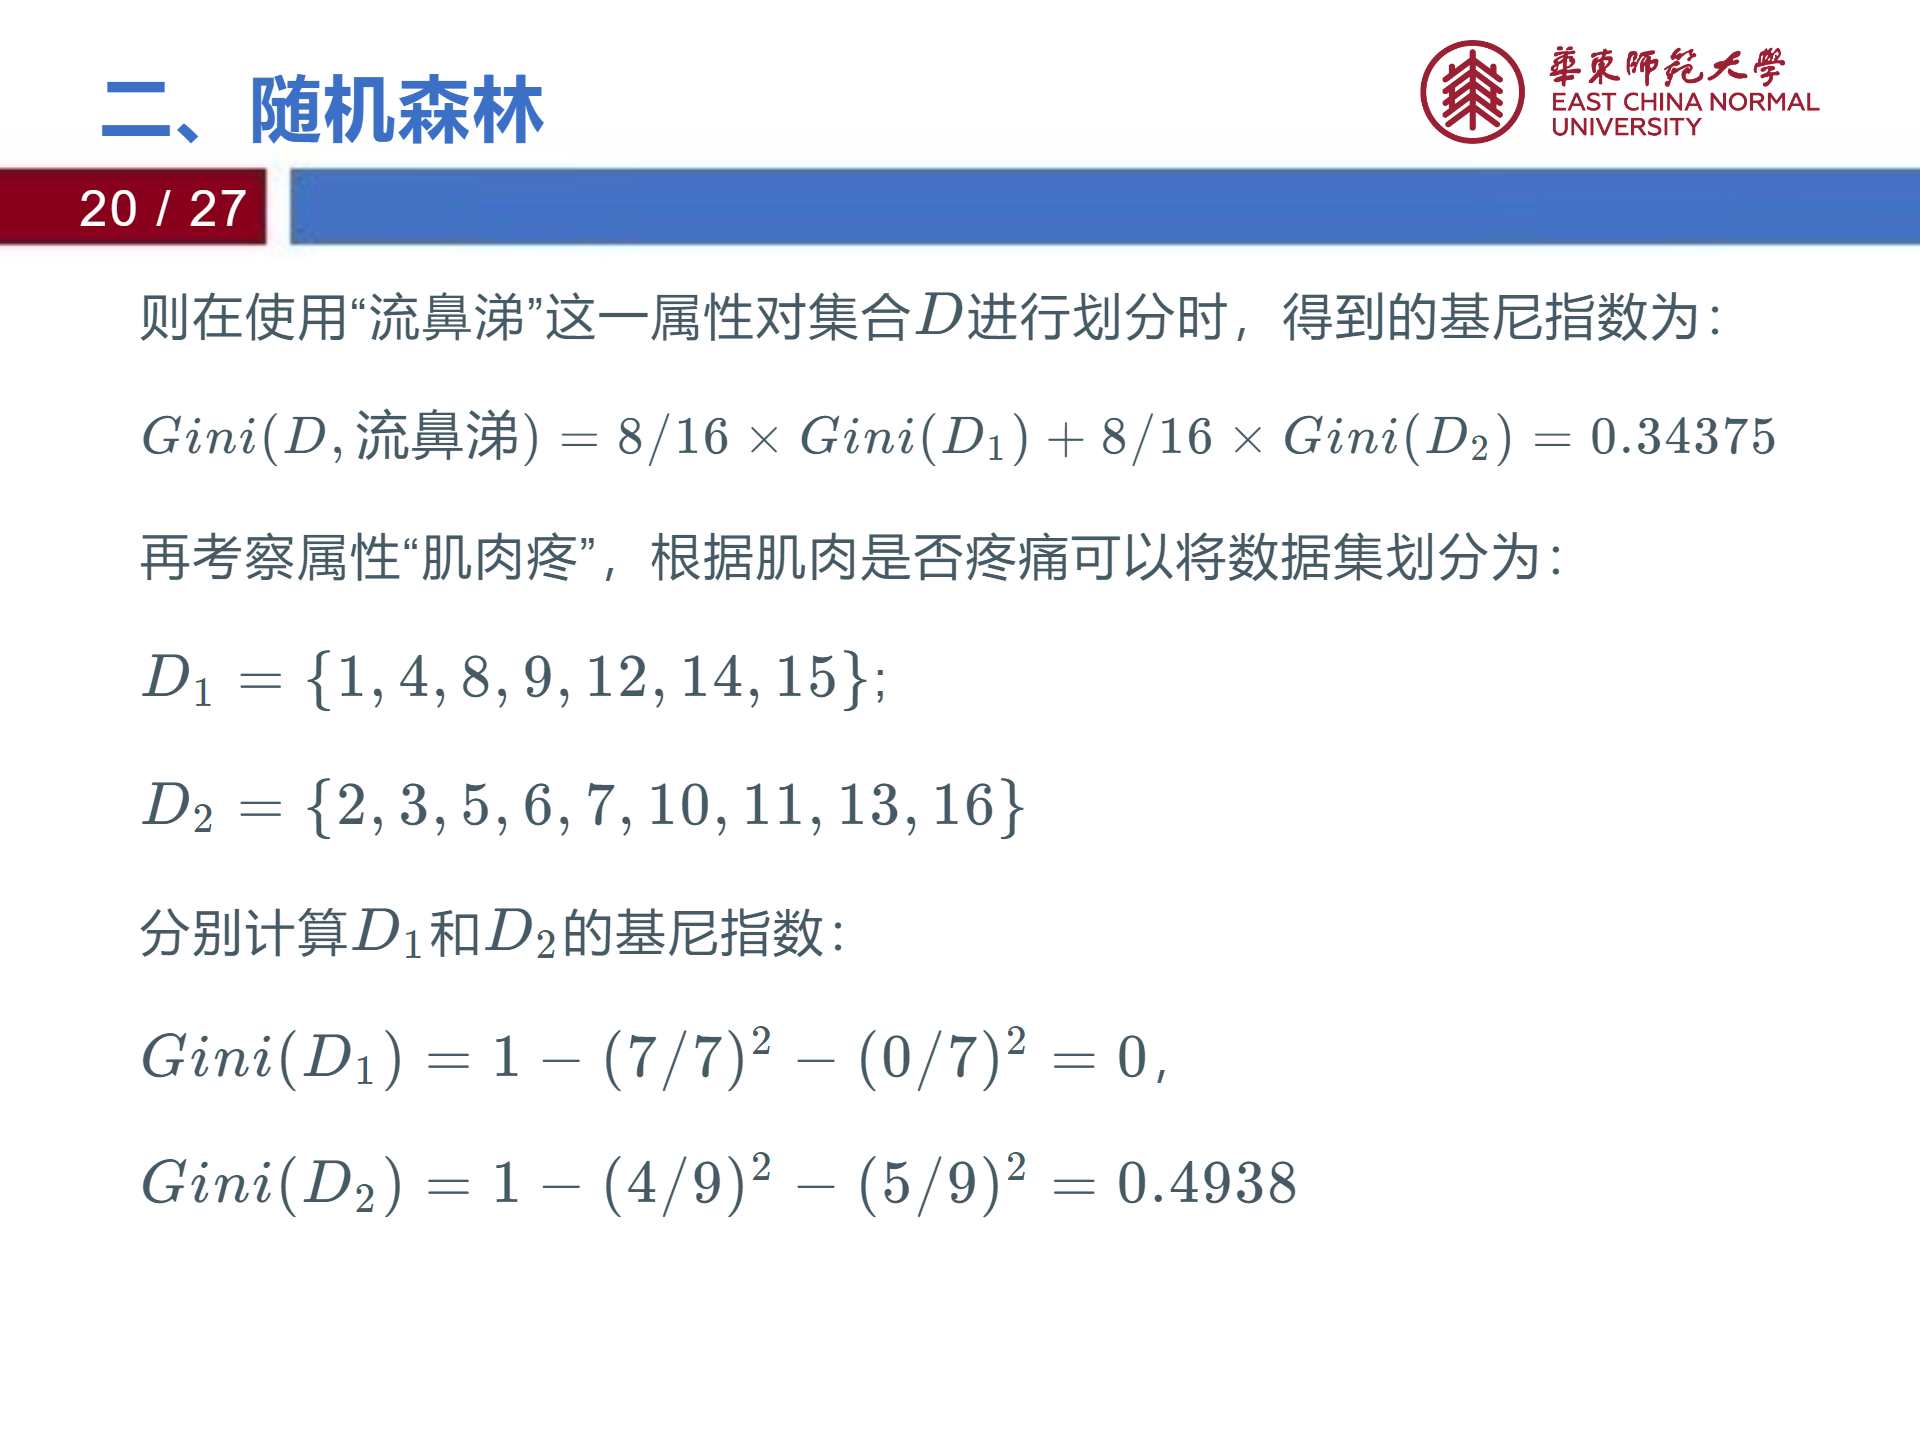 二、随机森林
華東師範大學
EAST CHINA NORMAL
UNIVERSITY
20 / 27
则在使用“流鼻涕”这一属性对集合D进行划分时，得到的基尼指数为：
Gini(D, 流鼻涕) = 8/16 × Gini(D₁) + 8/16 × Gini(D₂) = 0.34375
再考察属性“肌肉疼”，根据肌肉是否疼痛可以将数据集划分为：
D₁ = {1, 4, 8, 9, 12, 14, 15};
D₂ = {2, 3, 5, 6, 7, 10, 11, 13, 16}
分别计算D₁和D₂的基尼指数：
Gini(D₁) = 1 − (7/7)² − (0/7)² = 0，
Gini(D₂) = 1 − (4/9)² − (5/9)² = 0.4938